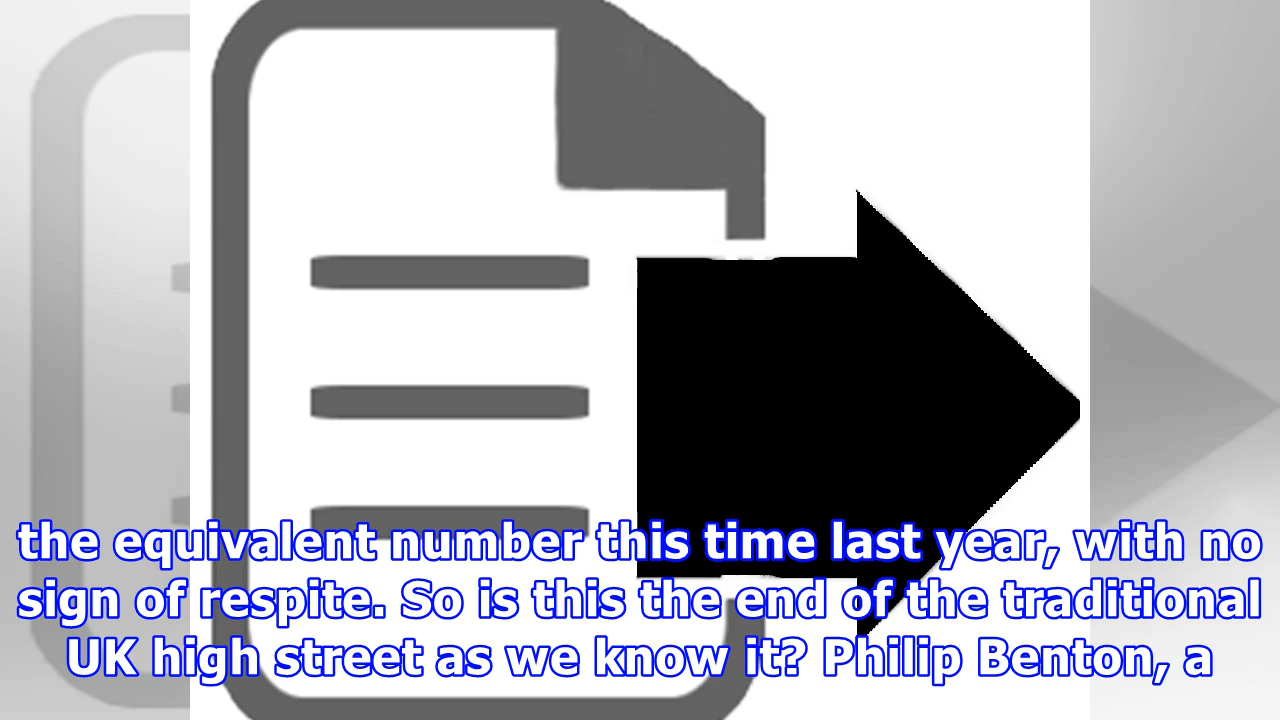 the equivalent number this time last year, with no
sign of respite. So is this the end of the traditional
UK high street as we know it? Philip Benton, a